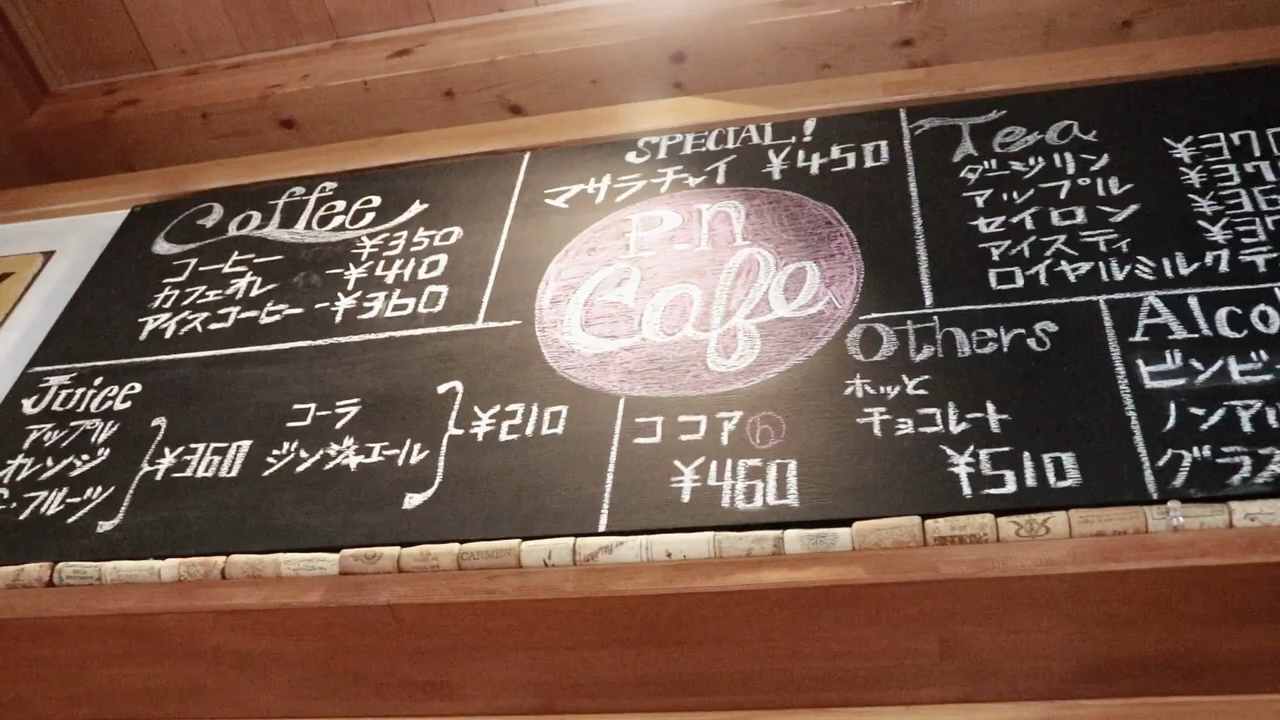 Coffee
コーヒー ¥350
カフェオレ -¥410
アイスコーヒー -¥360
SPECIAL!
マサラチャイ ¥450
P.n
Cafe
Tea
ダージリン ¥370
アップル
セイロン
アイスティ
ロイヤルミルクテ
Juice
アップル
オレンジ
フルーツ
¥360
コーラ
ジンジャエール
¥210
ココア
¥460
Others
ホット
チョコレート
¥510
Alco
ビンビ
ノンアル
グラス
CARMEN